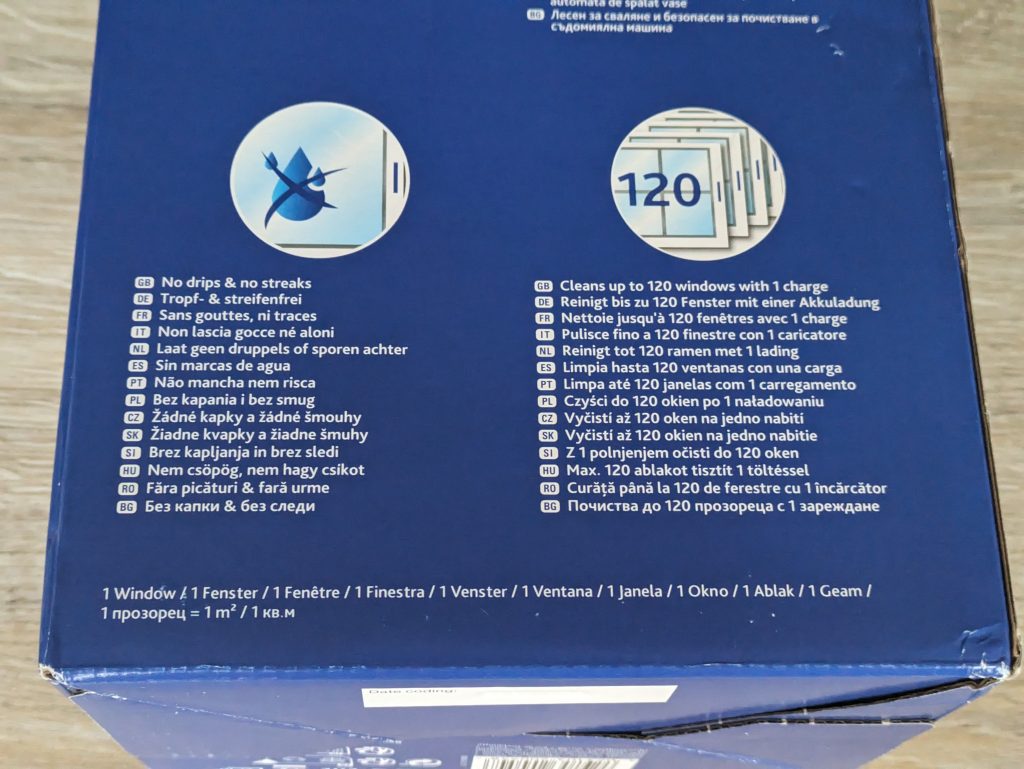 automată de spălat vase
BG Лесен за сваляне и безопасен за почистване в
съдомиялна машина
GB No drips & no streaks
DE Tropf- & streifenfrei
FR Sans gouttes, ni traces
IT Non lascia gocce né aloni
NL Laat geen druppels of sporen achter
ES Sin marcas de agua
PT Não mancha nem risca
PL Bez kapania i bez smug
CZ Žádné kapky a žádné šmouhy
SK Žiadne kvapky a žiadne šmuhy
SI Brez kapljanja in brez sledi
HU Nem csöpög, nem hagy csíkot
RO Făra picături & fară urme
BG Без капки & без следи
120
GB Cleans up to 120 windows with 1 charge
DE Reinigt bis zu 120 Fenster mit einer Akkuladung
FR Nettoie jusqu'à 120 fenêtres avec 1 charge
IT Pulisce fino a 120 finestre con 1 caricatore
NL Reinigt tot 120 ramen met 1 lading
ES Limpia hasta 120 ventanas con una carga
PT Limpa até 120 janelas com 1 carregamento
PL Czyści do 120 okien po 1 naładowaniu
CZ Vyčistí až 120 oken na jedno nabití
SK Vyčistí až 120 okien na jedno nabitie
SI Z 1 polnjenjem očisti do 120 oken
HU Max. 120 ablakot tisztít 1 töltéssel
RO Curăță până la 120 de ferestre cu 1 încărcător
BG Почиства до 120 прозореца с 1 зареждане
1 Window / 1 Fenster / 1 Fenêtre / 1 Finestra / 1 Venster / 1 Ventana / 1 Janela / 1 Okno / 1 Ablak / 1 Geam /
1 прозорец = 1 m² / 1 кв.м
Date coding: